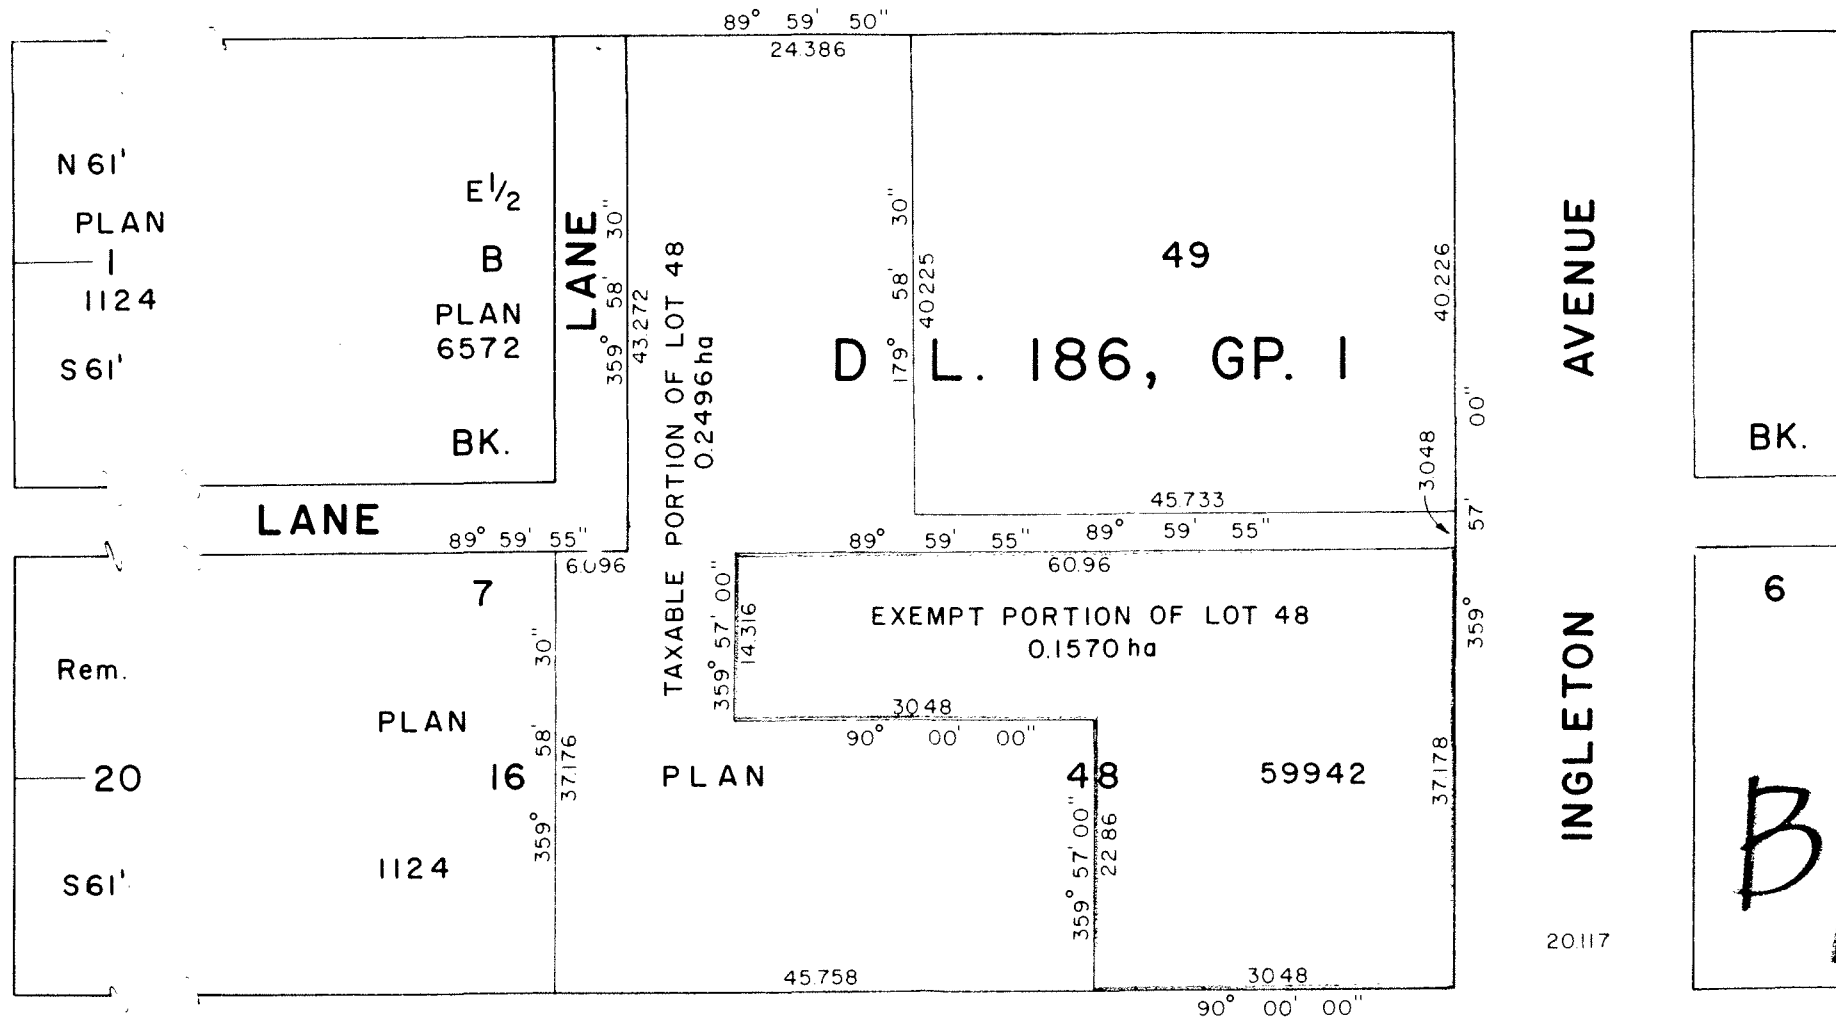 89° 59' 50"
24.386
N 61'
PLAN
1
1124
S 61'
E 1/2
B
PLAN
6572
BK.
LANE
359° 58' 30"
43.272
TAXABLE PORTION OF LOT 48
0.2496 ha
179° 58' 30"
40.225
49
D L. 186, GP. 1
40.226
AVENUE
BK.
359° 57' 00"
3.048
45.733
LANE
89° 59' 55"
6.096
89° 59' 55"
89° 59' 55"
60.96
7
Rem.
PLAN
20
16
1124
S 61'
359° 58' 30"
37.176
359° 57' 00"
14.316
EXEMPT PORTION OF LOT 48
0.1570 ha
30.48
90° 00' 00"
PLAN
48
59942
359° 57' 00"
22.86
37.178
INGLETON
6
B
20.117
45.758
30.48
90° 00' 00"